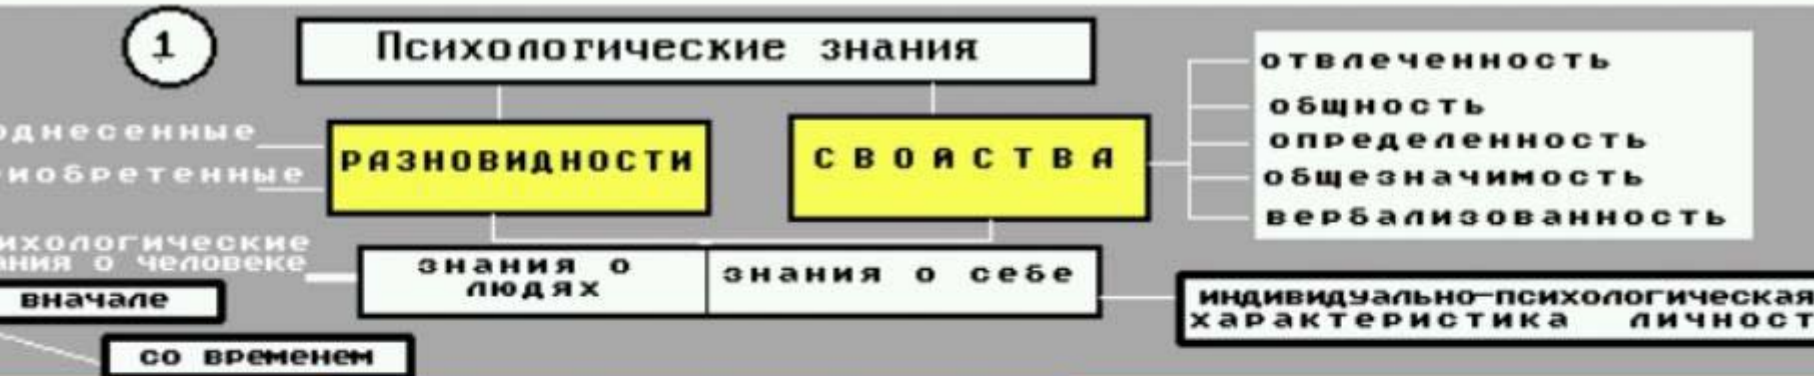 1
Психологические знания
отвлеченность
общность
определенность
общезначимость
вербализованность
РАЗНОВИДНОСТИ
СВОЙСТВА
знания о
людях
знания о себе
о человеке
вначале
со временем
индивидуально-психологическая
характеристика